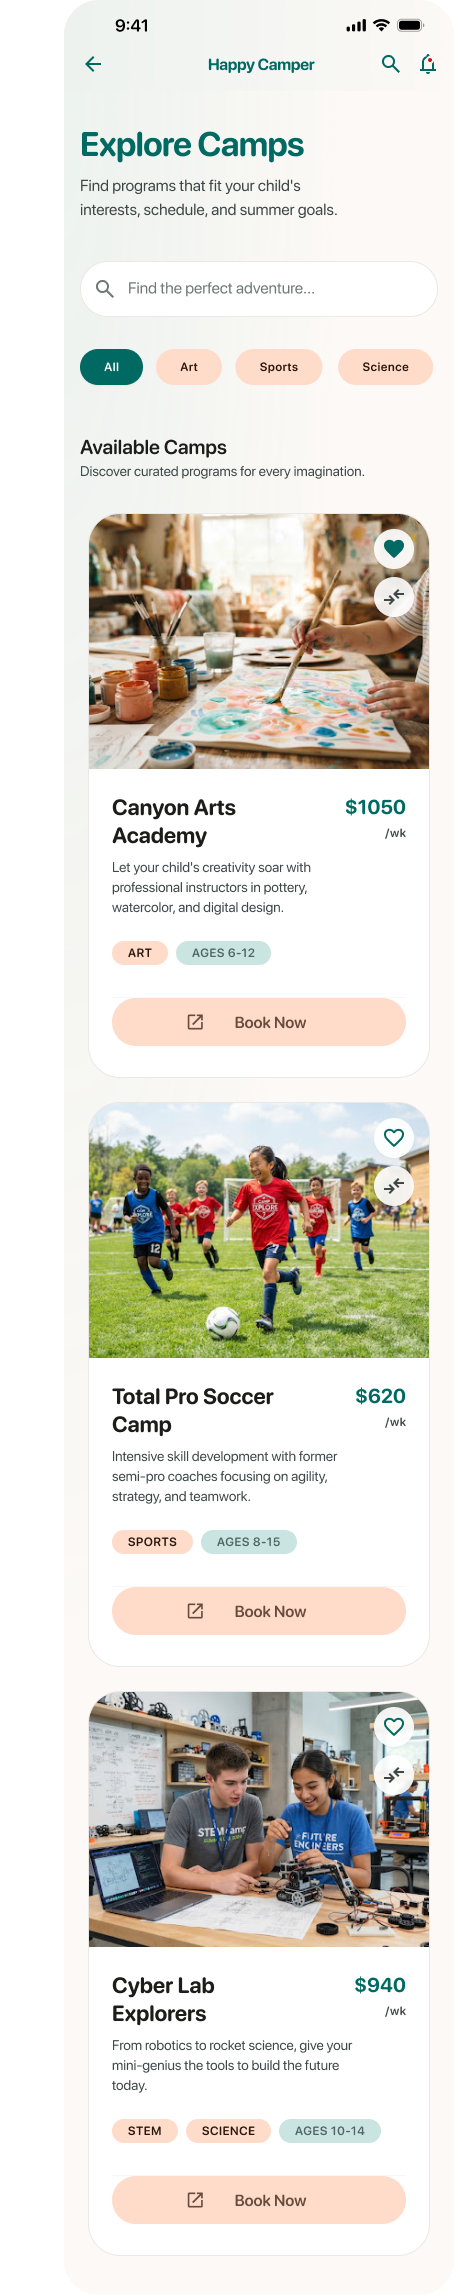 9:41
Happy Camper
Explore Camps
Find programs that fit your child's
interests, schedule, and summer goals.
Find the perfect adventure...
All
Art
Sports
Science
Available Camps
Discover curated programs for every imagination.
Canyon Arts
Academy
$1050
/wk
Let your child's creativity soar with
professional instructors in pottery,
watercolor, and digital design.
ART
AGES 6-12
Book Now
CAMP
EXPLORE
12
7
Total Pro Soccer
Camp
$620
/wk
Intensive skill development with former
semi-pro coaches focusing on agility,
strategy, and teamwork.
SPORTS
AGES 8-15
Book Now
FUTURE
ENGINEERS
Cyber Lab
Explorers
$940
/wk
From robotics to rocket science, give your
mini-genius the tools to build the future
today.
STEM
SCIENCE
AGES 10-14
Book Now